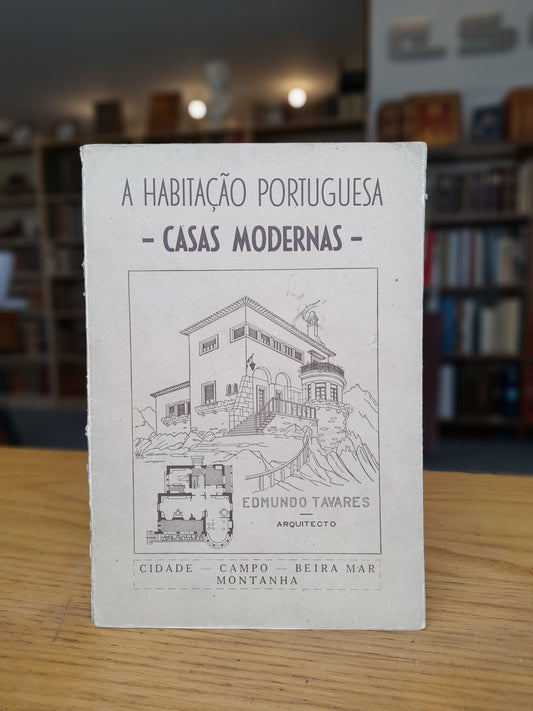 A HABITAÇÃO PORTUGUESA
- CASAS MODERNAS -
EDMUNDO TAVARES
ARQUITECTO
CIDADE — CAMPO — BEIRA MAR
MONTANHA